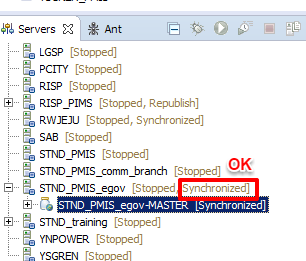 Servers Ant
LGSP [Stopped]
PCITY [Stopped]
RISP [Stopped]
RISP_PIMS [Stopped, Republish]
RWJEJU [Stopped, Synchronized]
SAB [Stopped]
STND_PMIS [Stopped]
OK
STND_PMIS_comm_branch [Stopped]
STND_PMIS_egov [Stopped, Synchronized]
STND_PMIS_egov-MASTER [Synchronized]
STND_training [Stopped]
YNPOWER [Stopped]
YSGREN [Stopped]